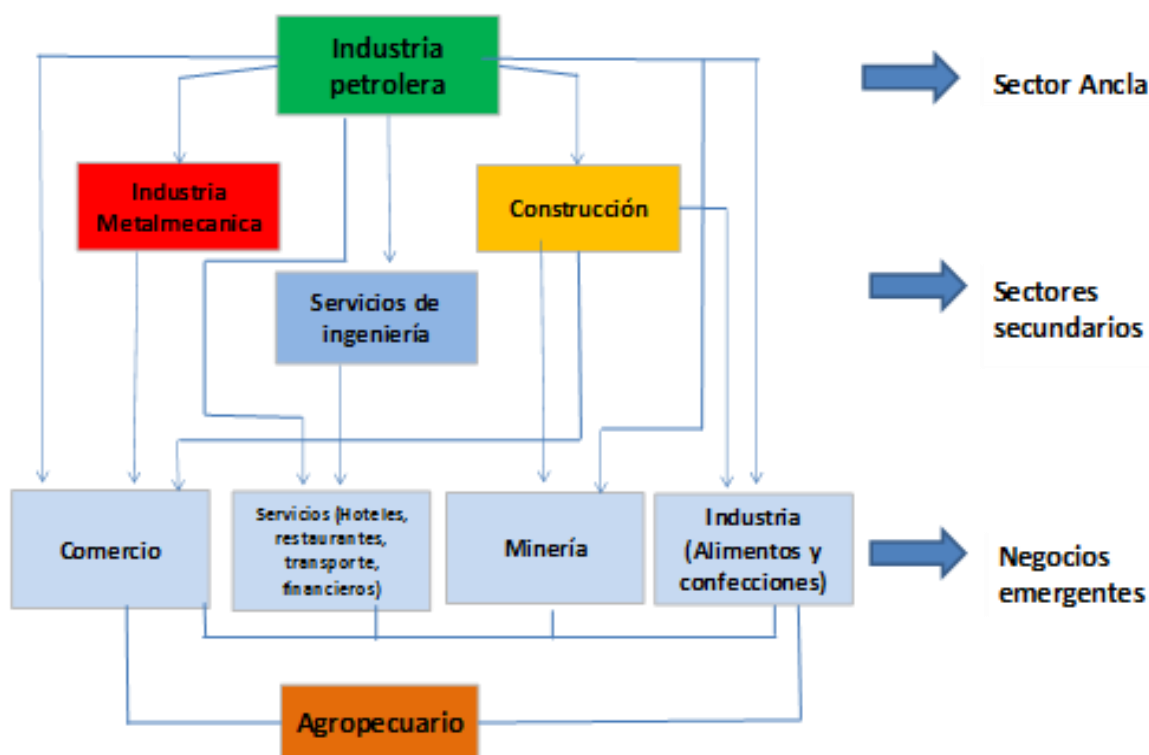 Industria
petrolera
Sector Ancla
Industria
Metalmecanica
Construcción
Servicios de
ingeniería
Sectores
secundarios
Comercio
Servicios (Hoteles,
restaurantes,
transporte,
financieros)
Minería
Industria
(Alimentos y
confecciones)
Negocios
emergentes
Agropecuario